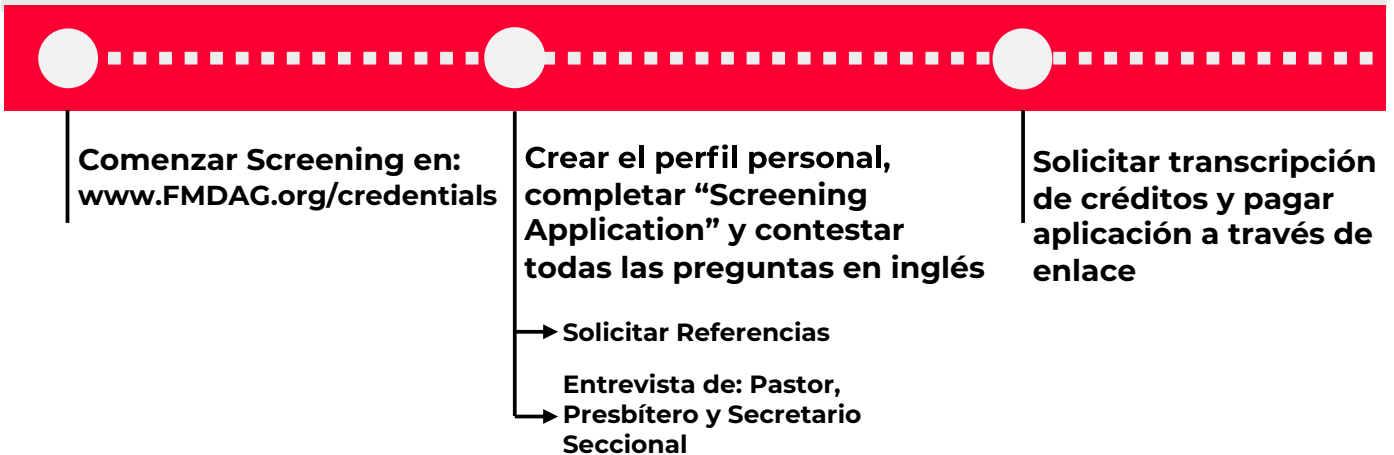 Comenzar Screening en:
www.FMDAG.org/credentials
Crear el perfil personal,
completar “Screening
Application” y contestar
todas las preguntas en inglés
Solicitar Referencias
Entrevista de: Pastor,
Presbítero y Secretario
Seccional
Solicitar transcripción
de créditos y pagar
aplicación a través de
enlace